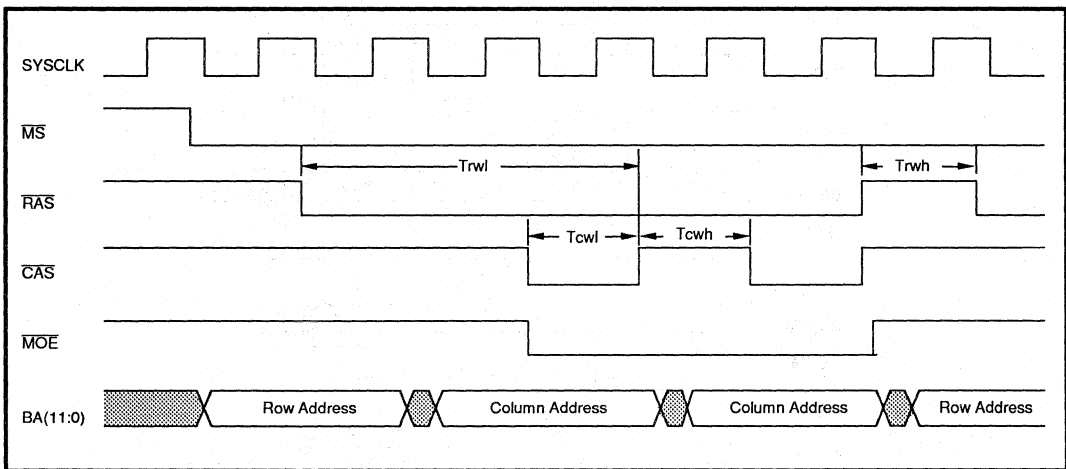 SYSCLK
MS
Trwl
Trwh
RAS
Tcwl Tcwh
CAS
MOE
BA(11:0) Row Address Column Address Column Address Row Address